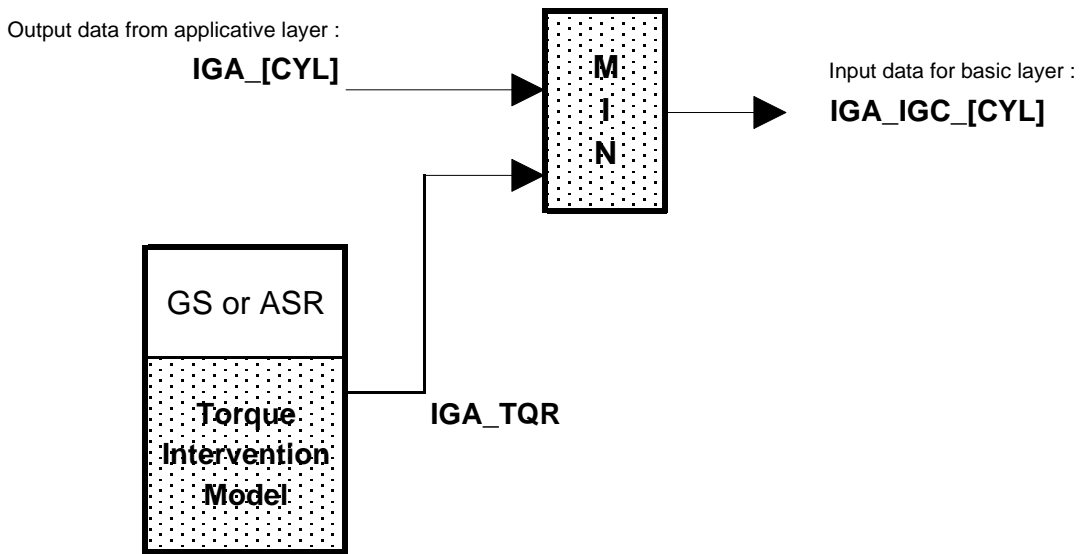 Output data from applicative layer :
IGA_[CYL]
M
I
N
Input data for basic layer :
IGA_IGC_[CYL]
GS or ASR
Torque
Intervention
Model
IGA_TQR